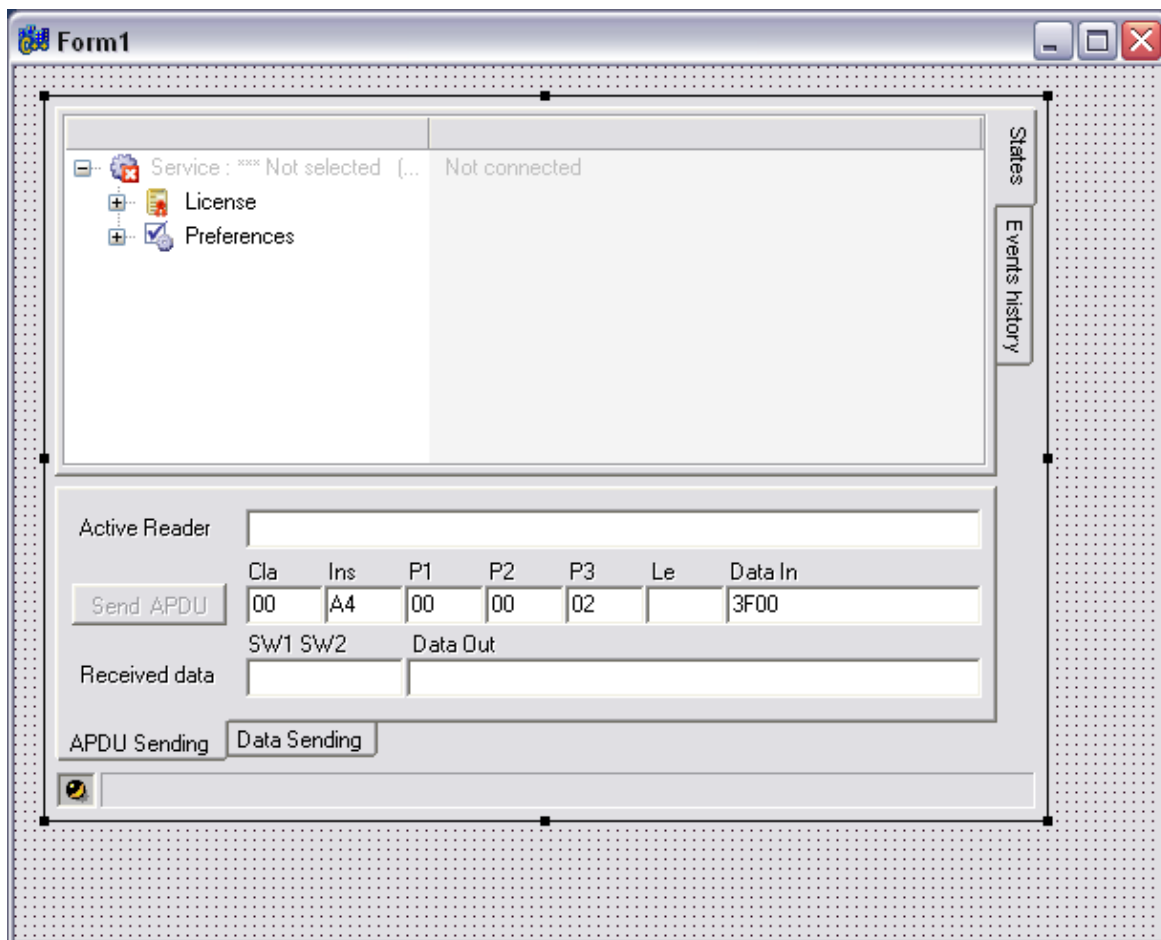 Form1
Service : *** Not selected (... Not connected
License
Preferences
States
Events history
Active Reader
Cla Ins P1 P2 P3 Le Data In
Send APDU 00 A4 00 00 02 3F00
SW1 SW2 Data Out
Received data
APDU Sending Data Sending